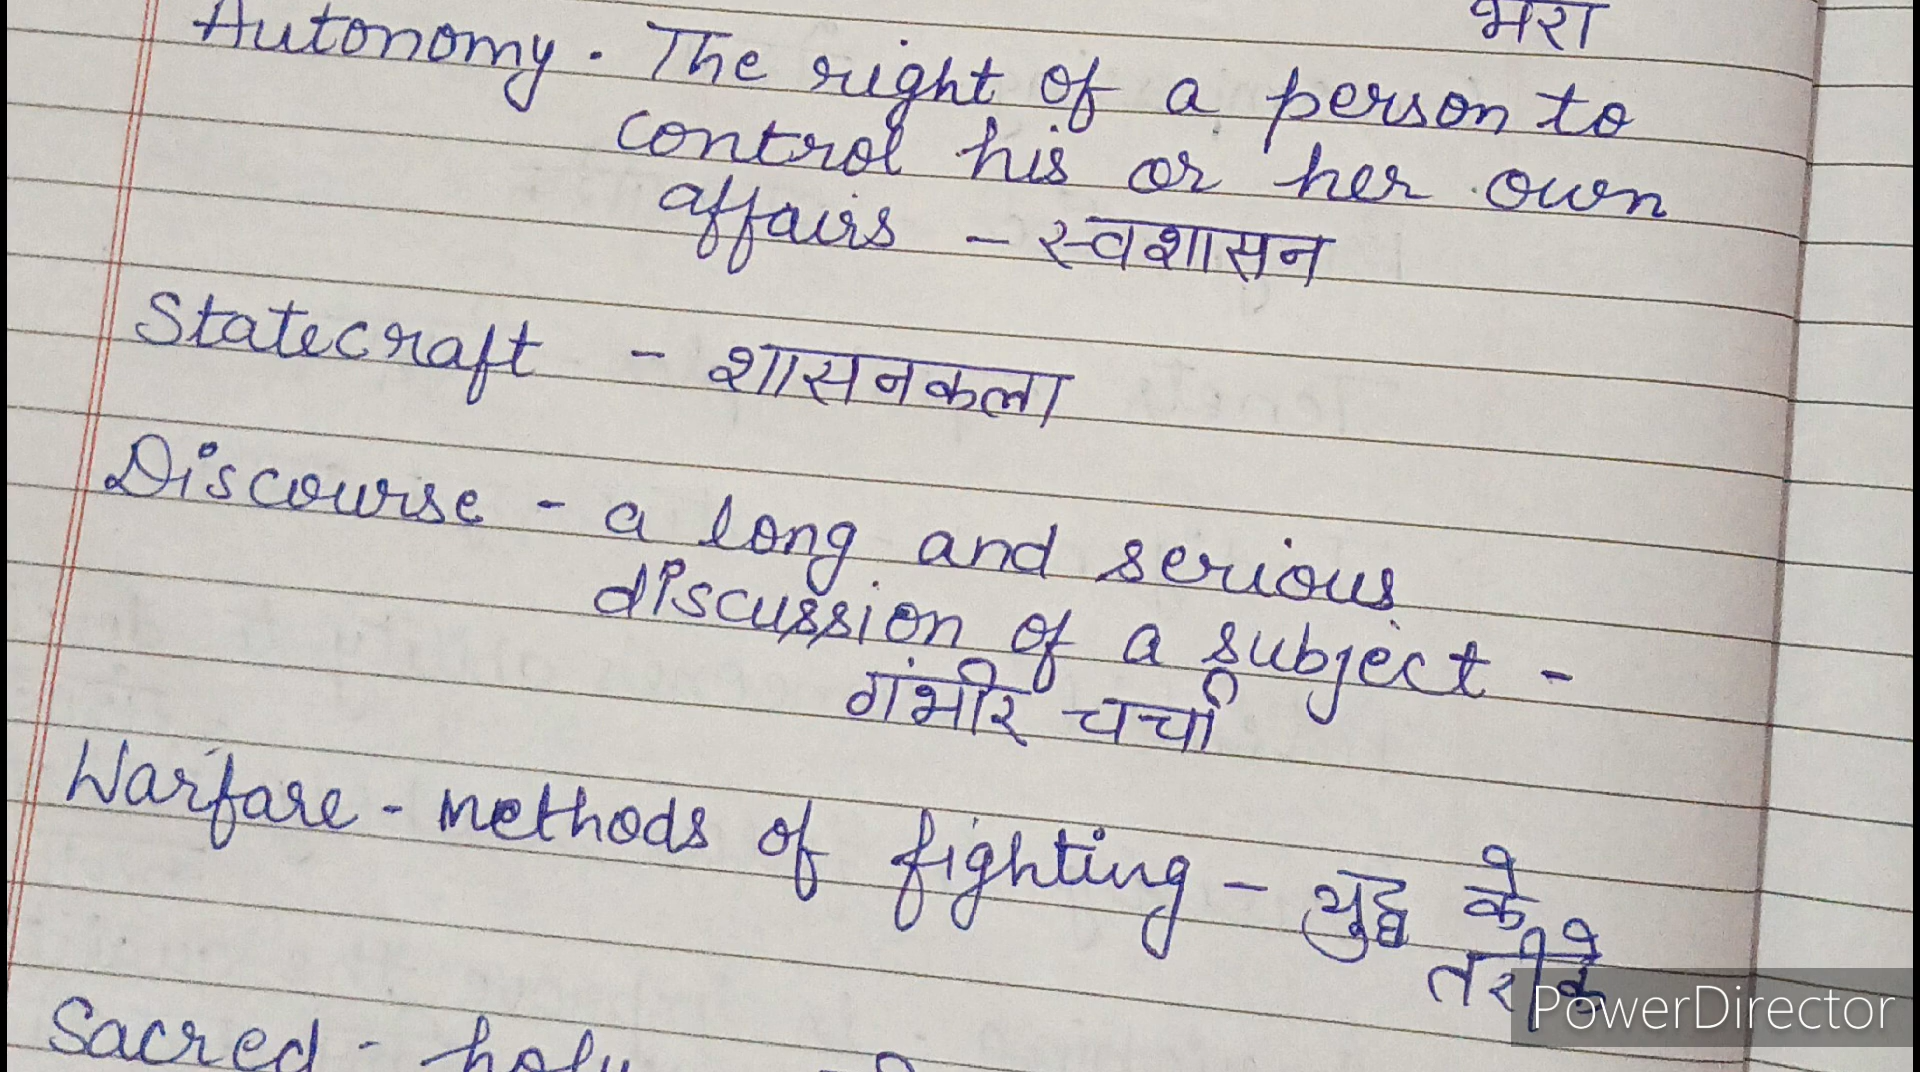 भरा
Autonomy. The right of a person to
control his or her own
affairs - स्वशासन
Statecraft - शासनकला
Discourse - a long and serious
discussion of a subject -
गंभीर चर्चा
Warfare - methods of fighting - युद्ध के
तरीके
Sacred - holy
PowerDirector